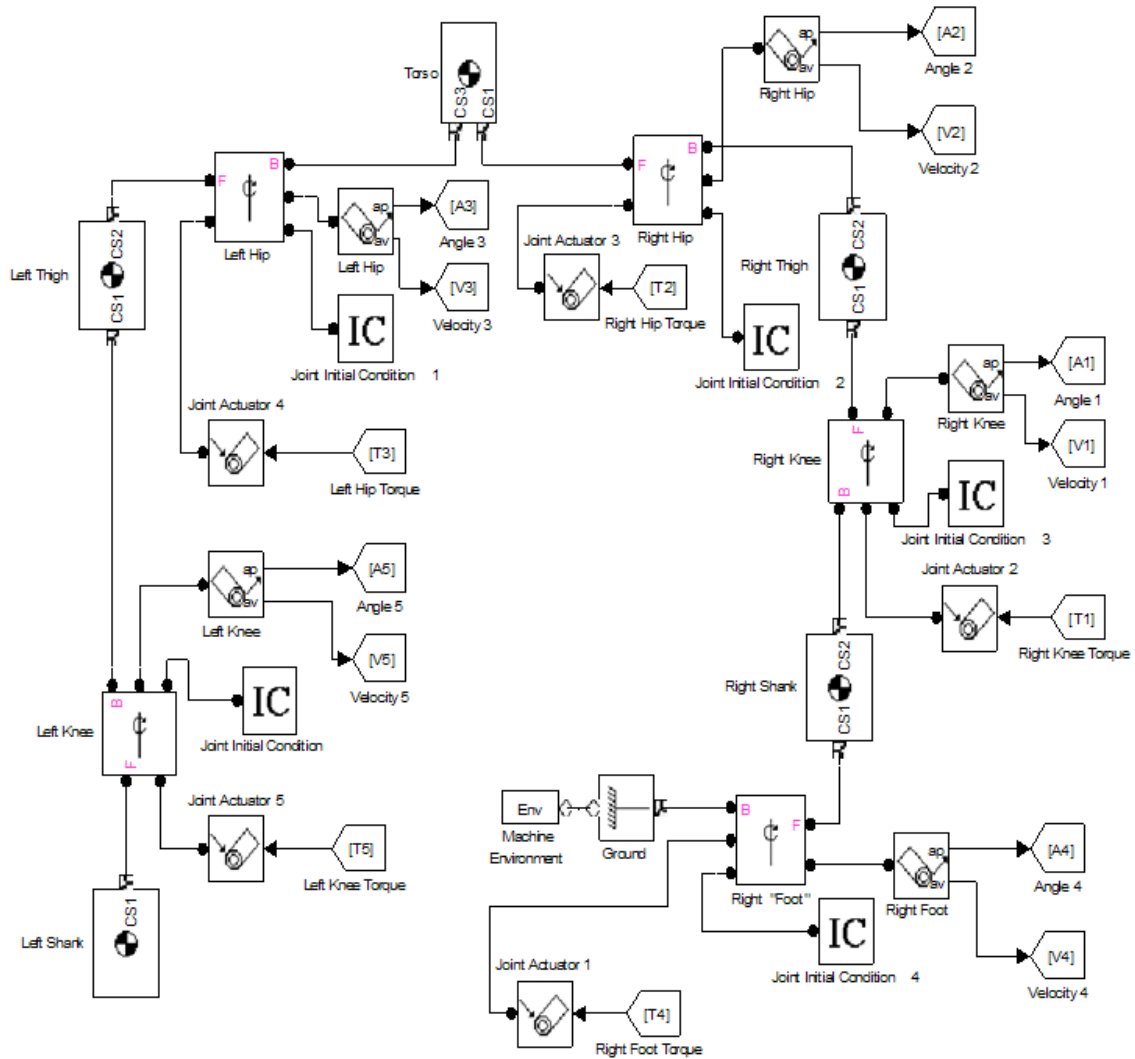 Torso
CS3
CS1
ap
av
Right Hip
[A2]
Angle 2
[V2]
Velocity 2
F
B
Left Hip
ap
av
Left Hip
[A3]
Angle 3
[V3]
Velocity 3
IC
Joint Initial Condition 1
F
B
Right Hip
Joint Actuator 3
[T2]
Right Hip Torque
IC
Joint Initial Condition 2
Left Thigh
CS2
CS1
Right Thigh
CS2
CS1
Joint Actuator 4
[T3]
Left Hip Torque
ap
av
Right Knee
[A1]
Angle 1
[V1]
Velocity 1
Right Knee
F
B
IC
Joint Initial Condition 3
Joint Actuator 2
[T1]
Right Knee Torque
ap
av
Left Knee
[A5]
Angle 5
[V5]
Velocity 5
Left Knee
B
F
IC
Joint Initial Condition
Right Shank
CS2
CS1
Joint Actuator 5
[T5]
Left Knee Torque
Left Shark
CS1
Env
Machine
Environment
Ground
B
F
Right "Foot"
ap
av
Right Foot
[A4]
Angle 4
[V4]
Velocity 4
IC
Joint Initial Condition 4
Joint Actuator 1
[T4]
Right Foot Torque